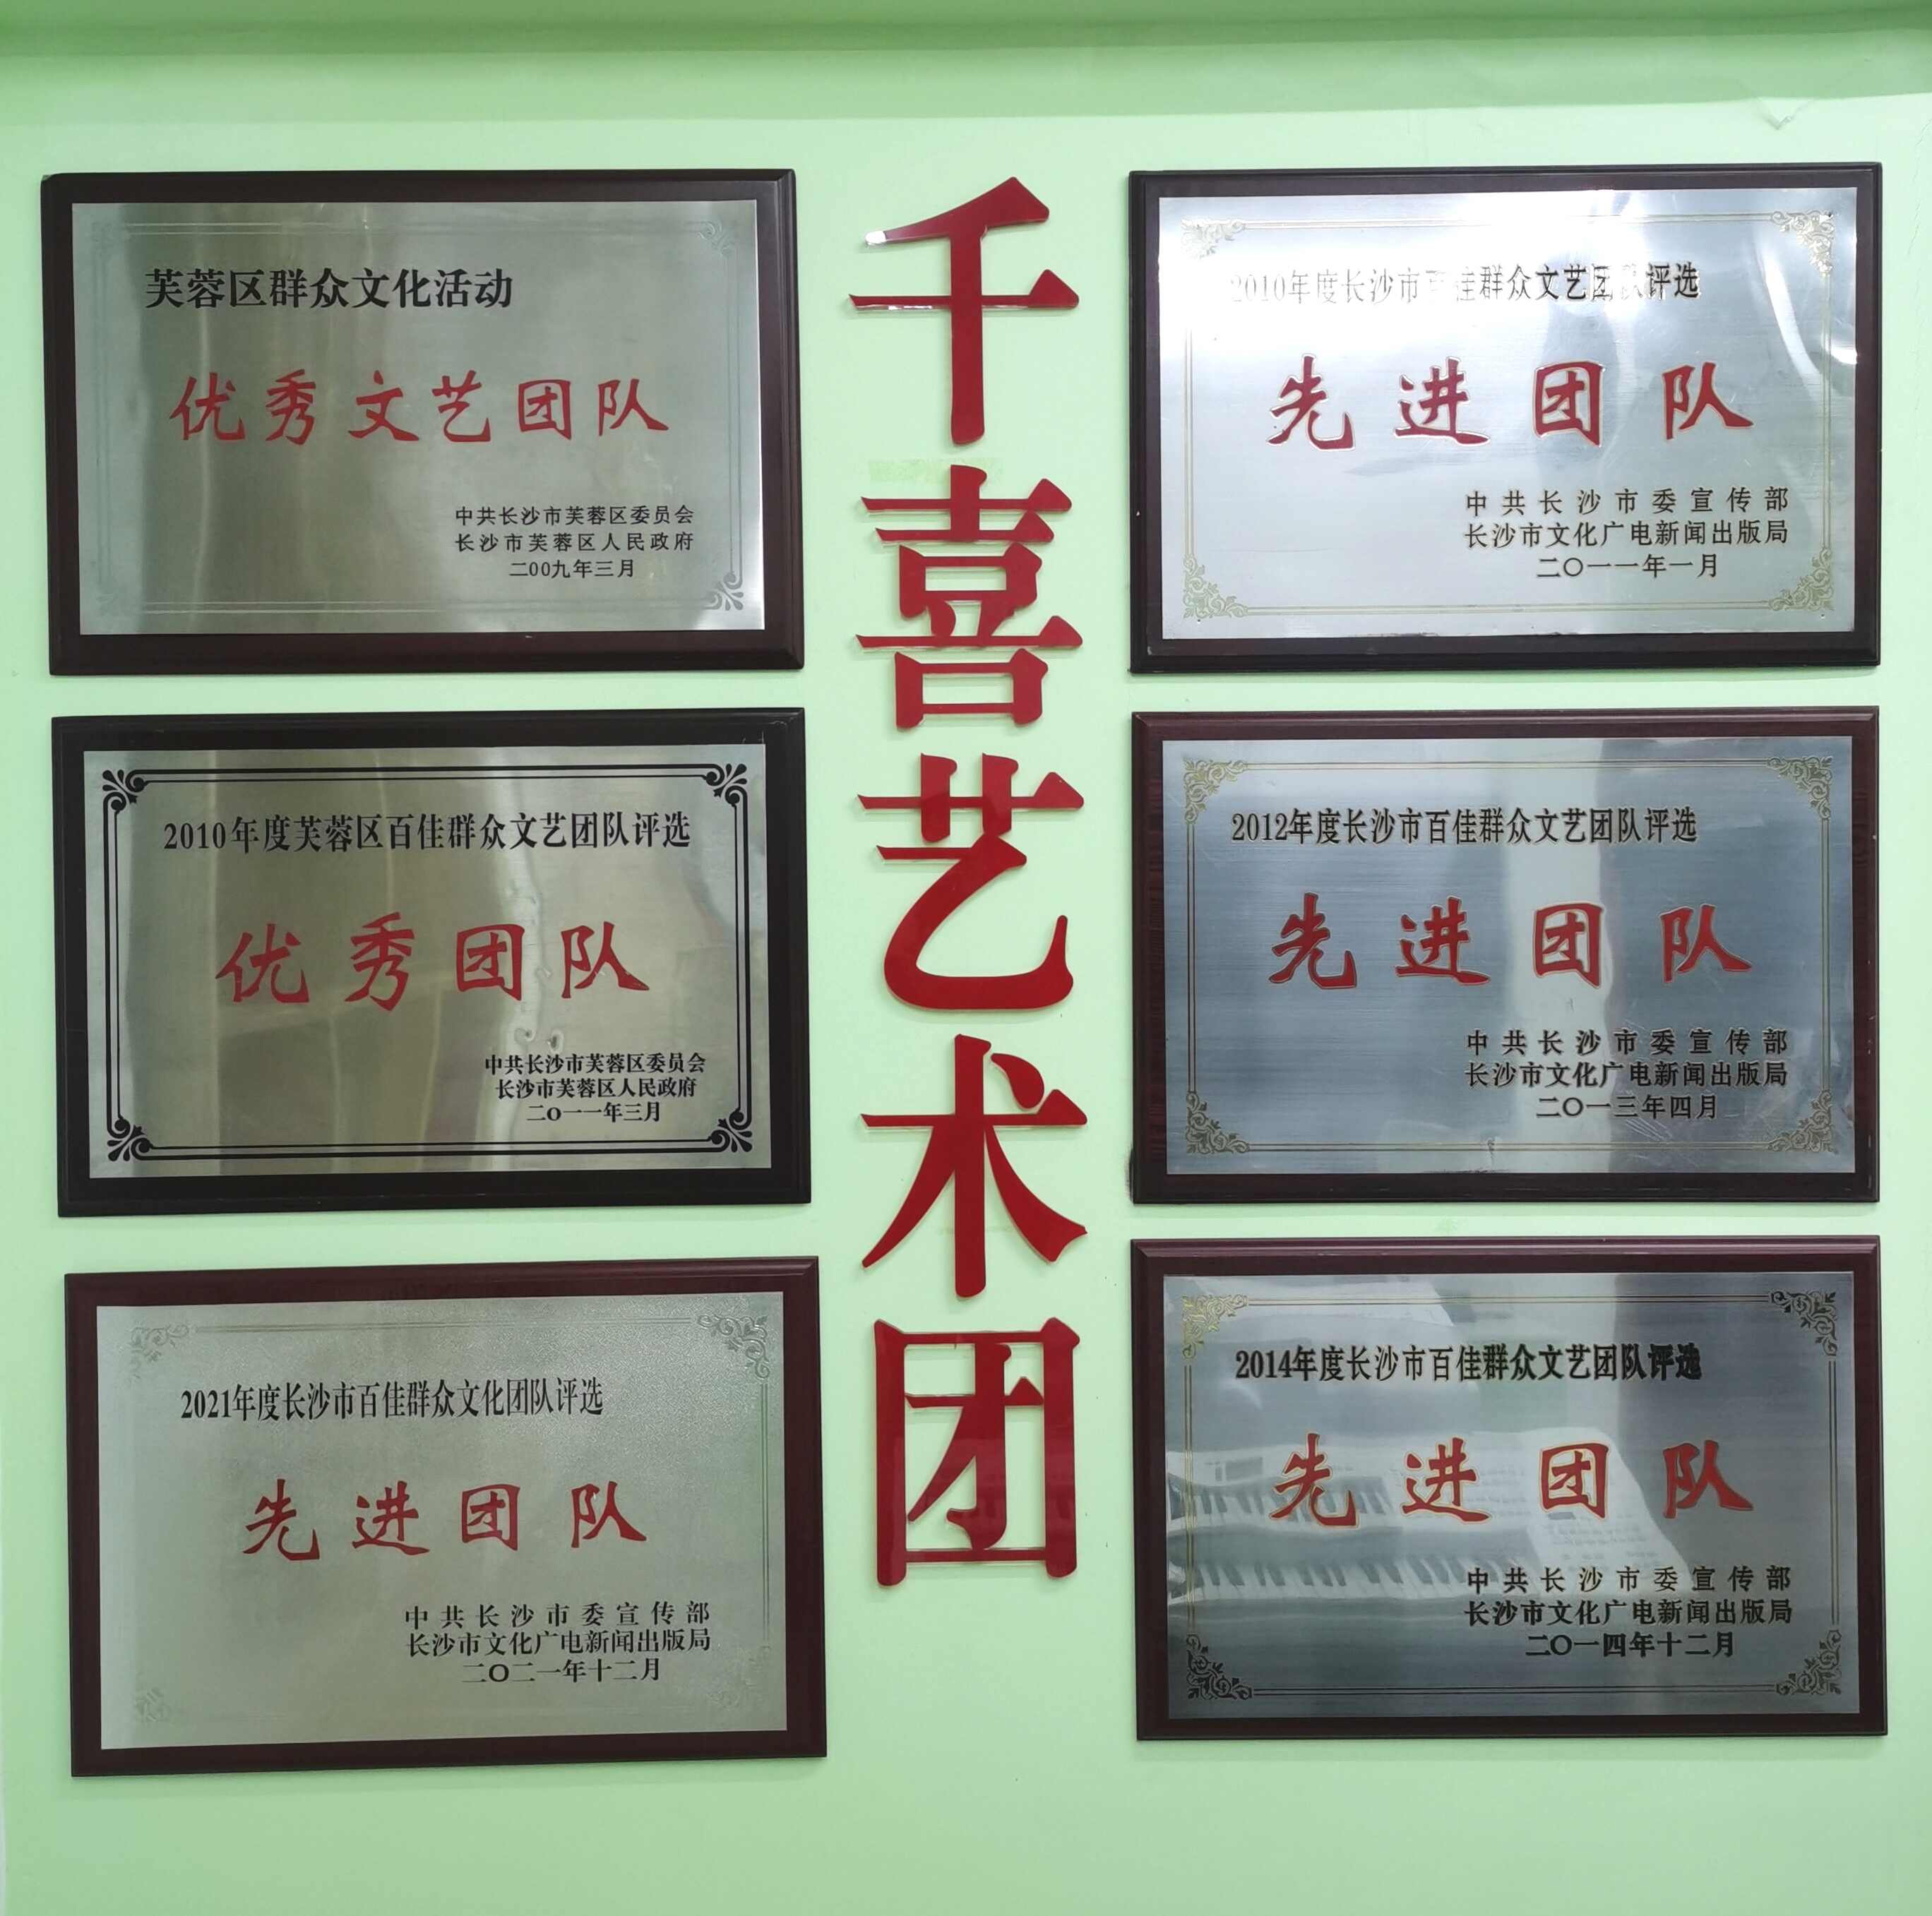 芙蓉区群众文化活动
优秀文艺团队
中共长沙市芙蓉区委员会
长沙市芙蓉区人民政府
二00九年三月
2010年度芙蓉区百佳群众文艺团队评选
优秀团队
中共长沙市芙蓉区委员会
长沙市芙蓉区人民政府
二O一一年三月
2021年度长沙市百佳群众文化团队评选
先进团队
中共长沙市委宣传部
长沙市文化广电新闻出版局
二〇二一年十二月
千喜艺术团
2010年度长沙市百佳群众文艺团队评选
先进团队
中共长沙市委宣传部
长沙市文化广电新闻出版局
二〇一一年一月
2012年度长沙市百佳群众文艺团队评选
先进团队
中共长沙市委宣传部
长沙市文化广电新闻出版局
二〇一三年四月
2014年度长沙市百佳群众文艺团队评选
先进团队
中共长沙市委宣传部
长沙市文化广电新闻出版局
二〇一四年十二月